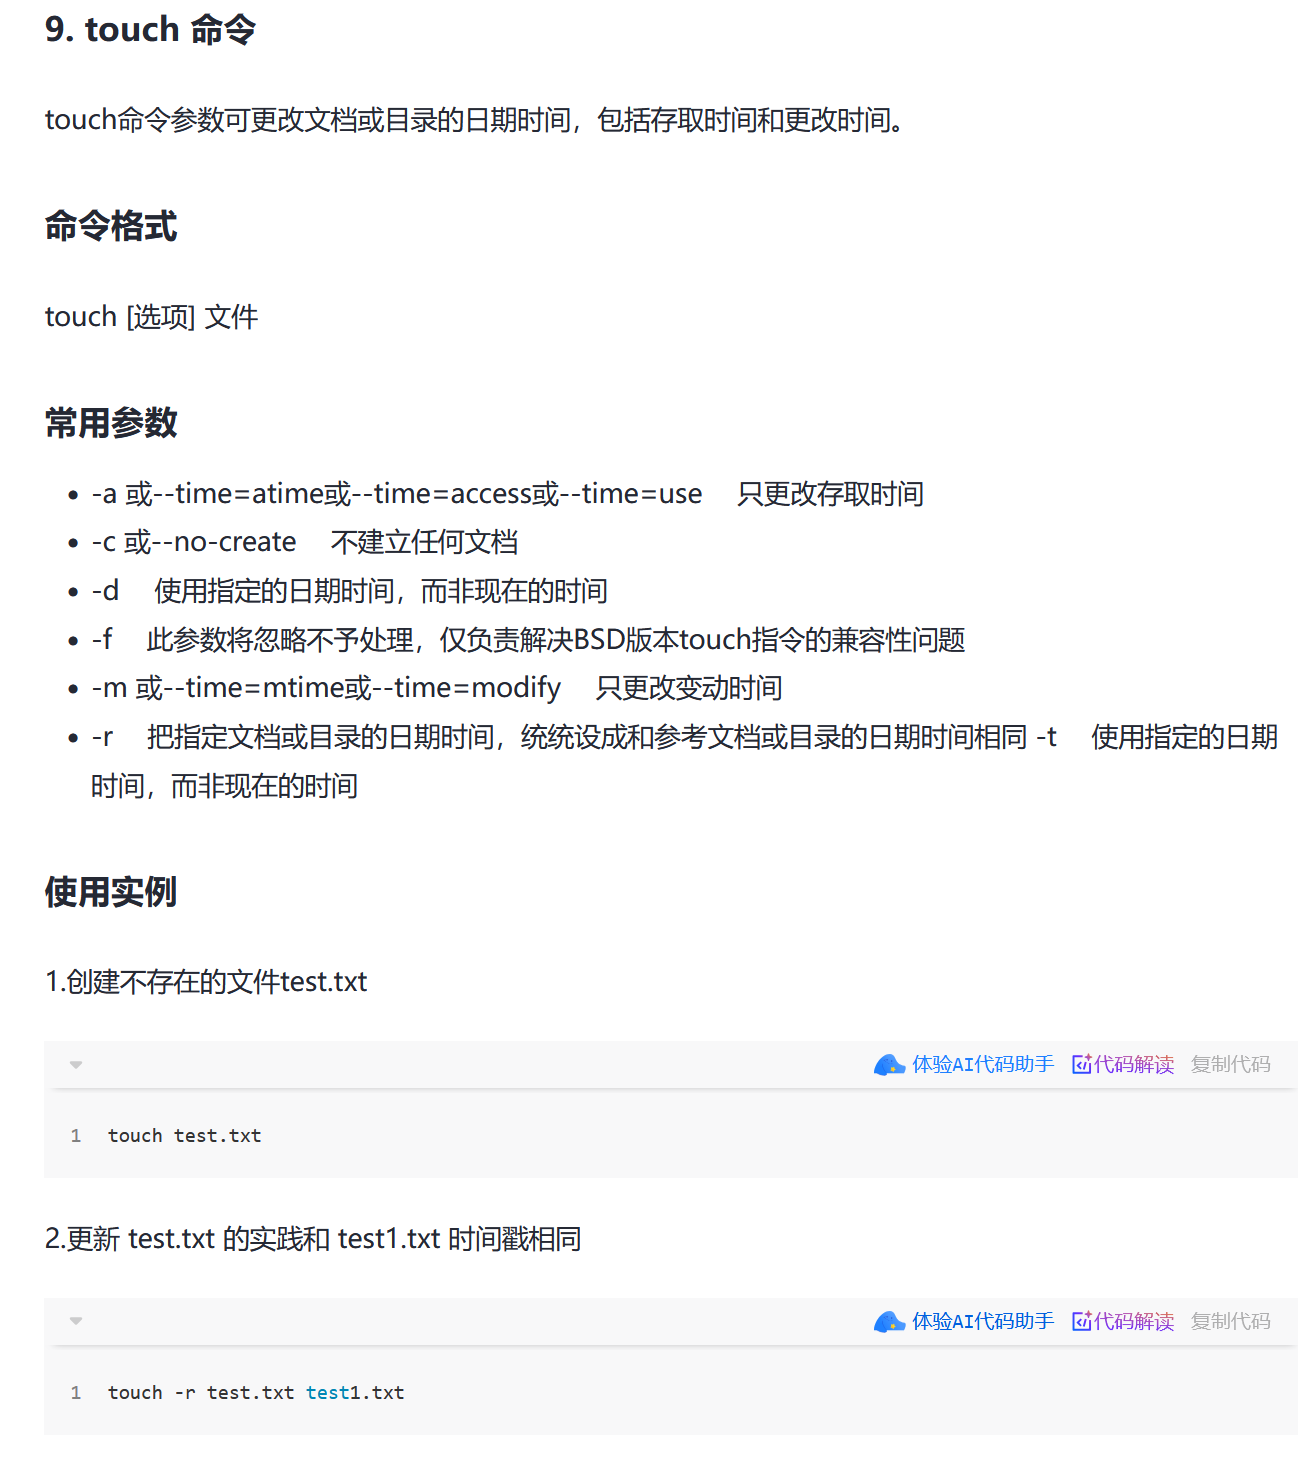 9. touch 命令
touch命令参数可更改文档或目录的日期时间，包括存取时间和更改时间。
命令格式
touch [选项] 文件
常用参数
-a 或--time=atime或--time=access或--time=use 只更改存取时间
-c 或--no-create 不建立任何文档
-d 使用指定的日期时间，而非现在的时间
-f 此参数将忽略不予处理，仅负责解决BSD版本touch指令的兼容性问题
-m 或--time=mtime或--time=modify 只更改变动时间
-r 把指定文档或目录的日期时间，统统设成和参考文档或目录的日期时间相同 -t 使用指定的日期
时间，而非现在的时间
使用实例
1.创建不存在的文件test.txt
体验AI代码助手 代码解读 复制代码
1 touch test.txt
2.更新 test.txt 的实践和 test1.txt 时间戳相同
体验AI代码助手 代码解读 复制代码
1 touch -r test.txt test1.txt